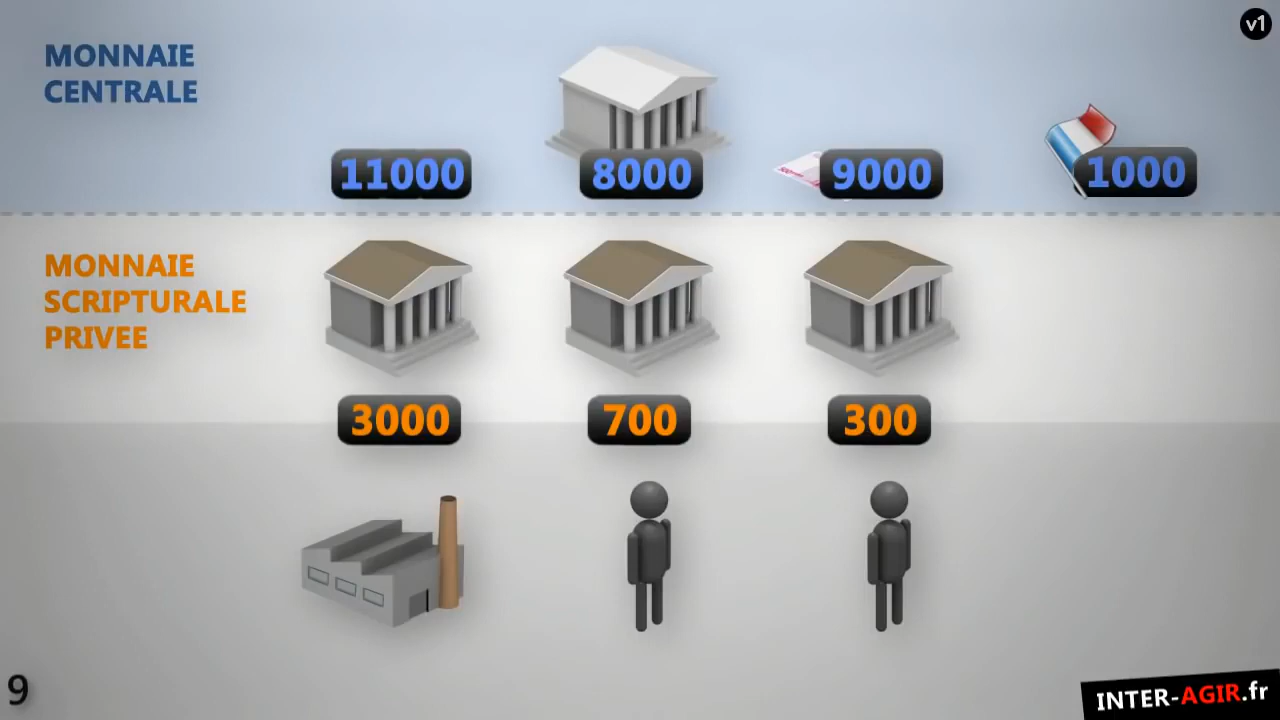 v1
MONNAIE
CENTRALE
11000
8000
9000
1000
MONNAIE
SCRIPTURALE
PRIVEE
3000
700
300
9
INTER-AGIR.fr